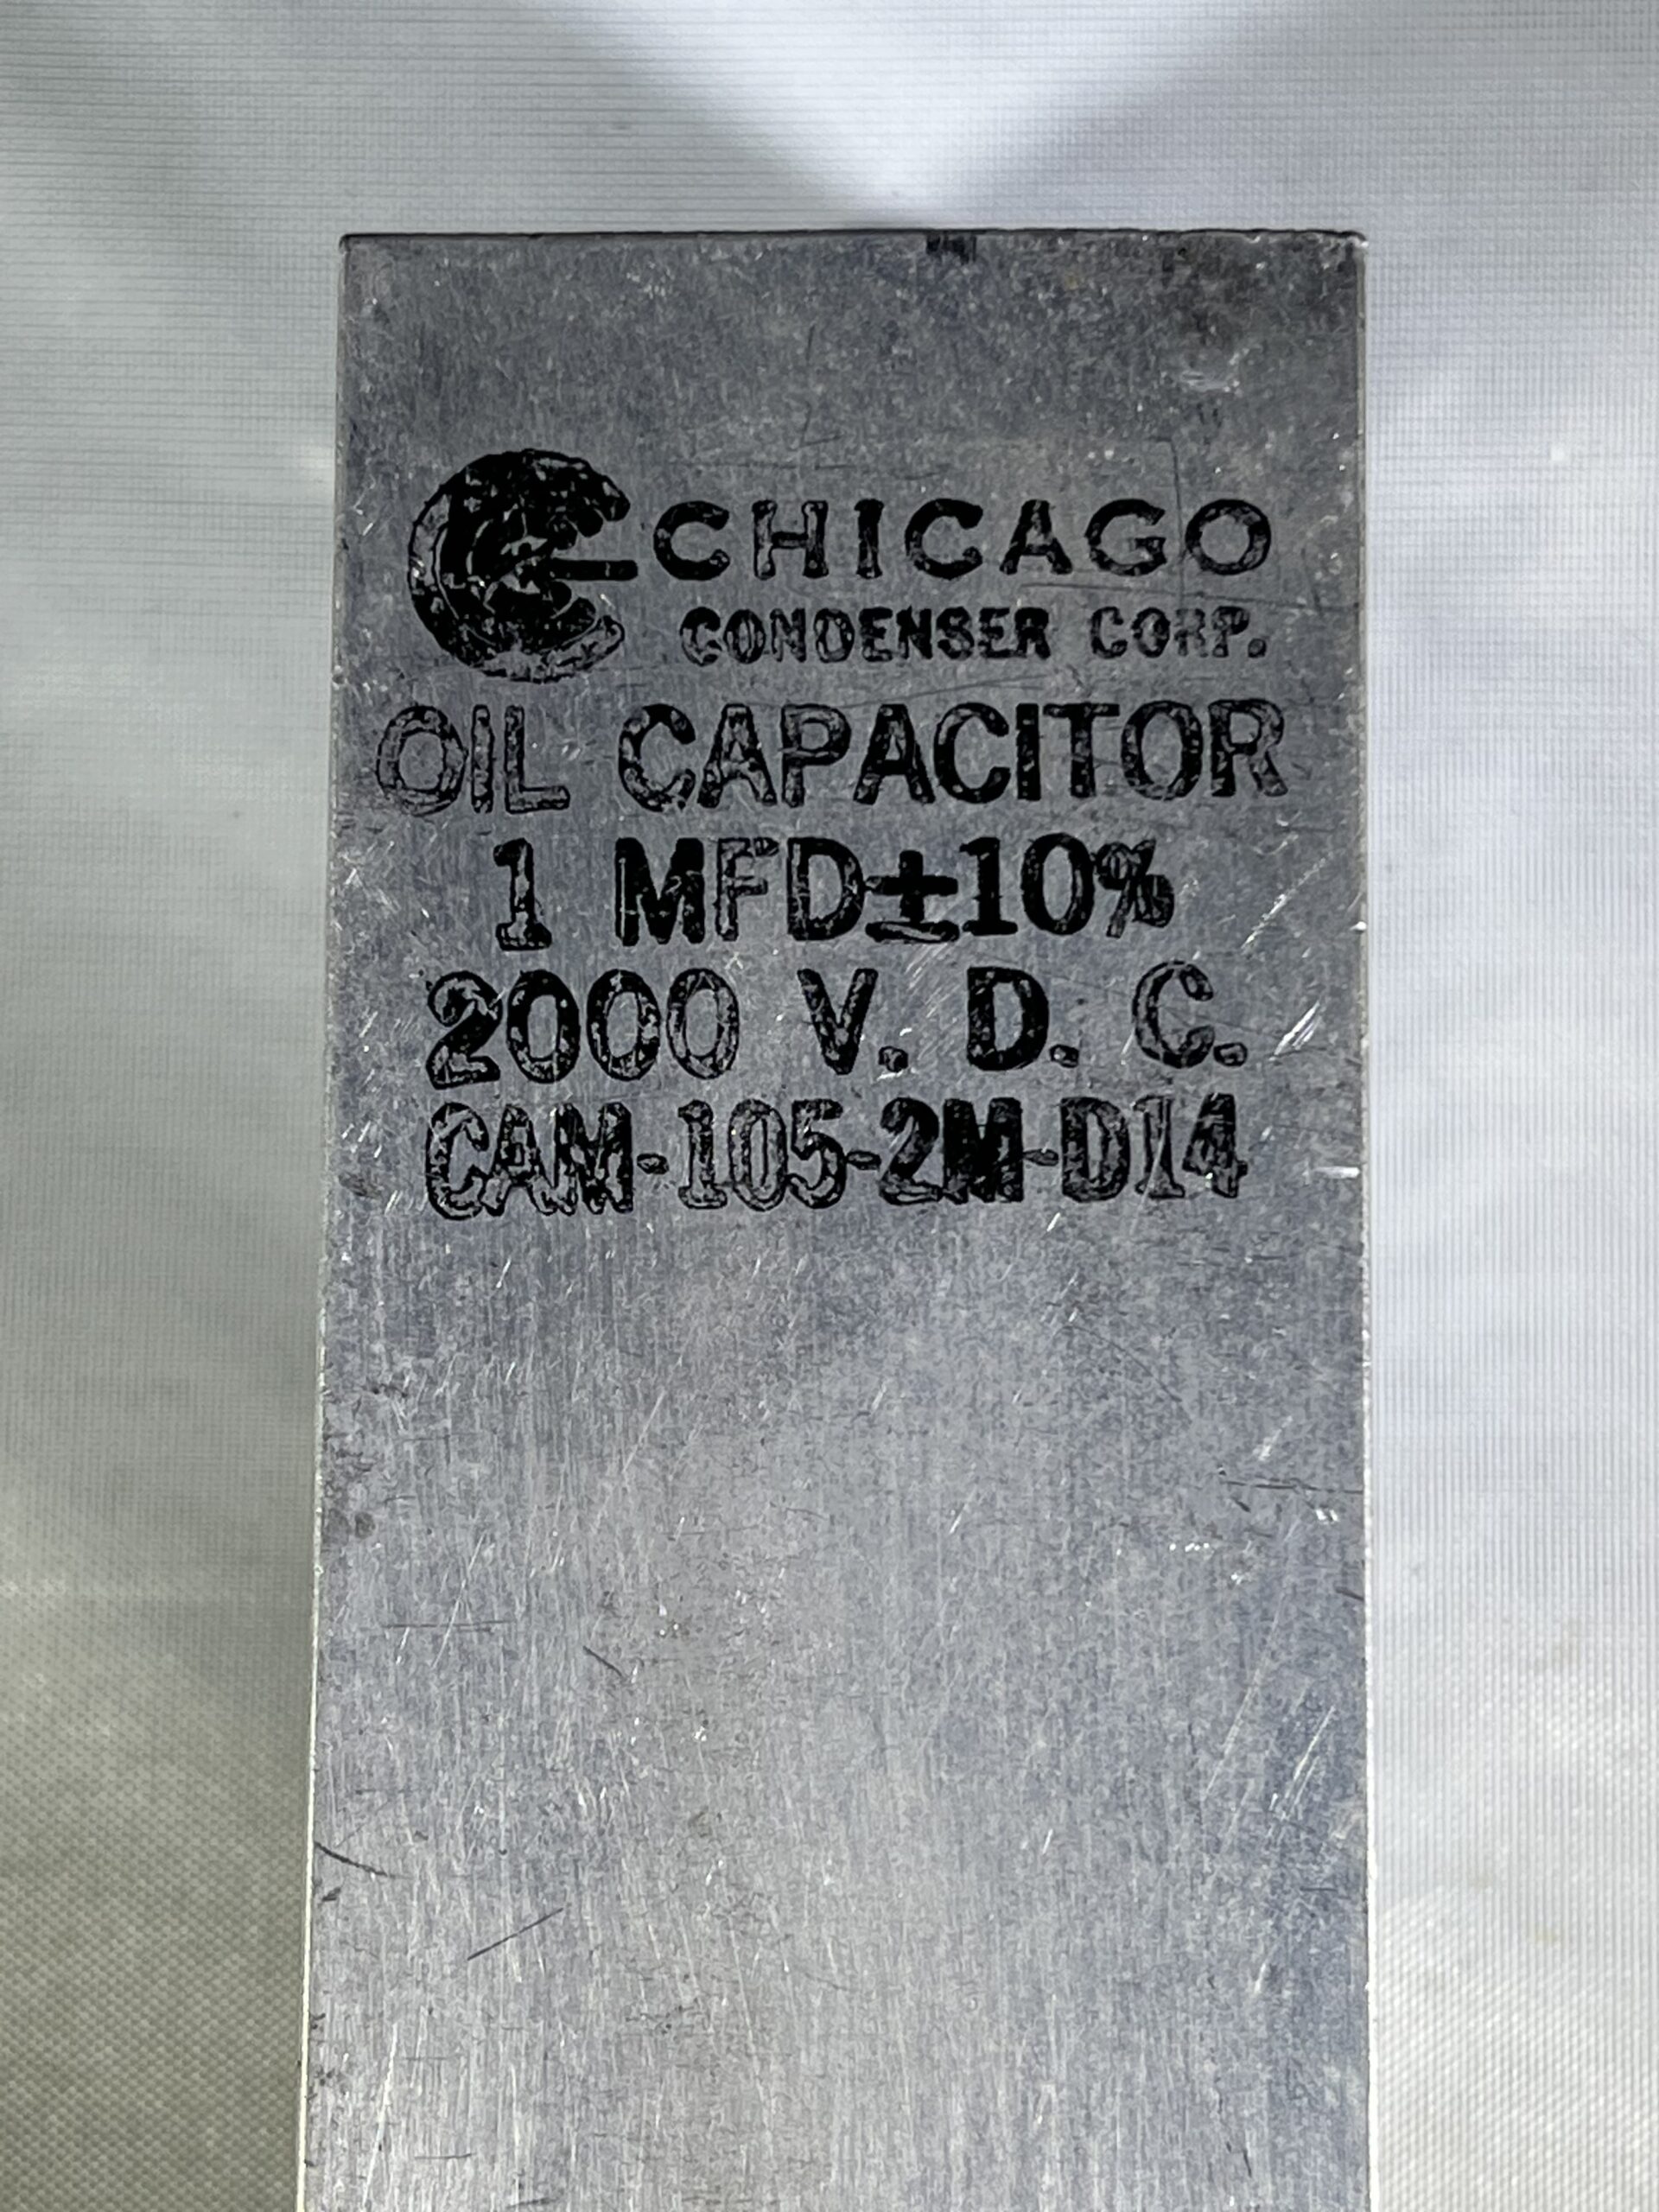 CHICAGO
CONDENSER CORP.
OIL CAPACITOR
1 MFD±10%
2000 V. D. C.
CAM-105-2M-D14